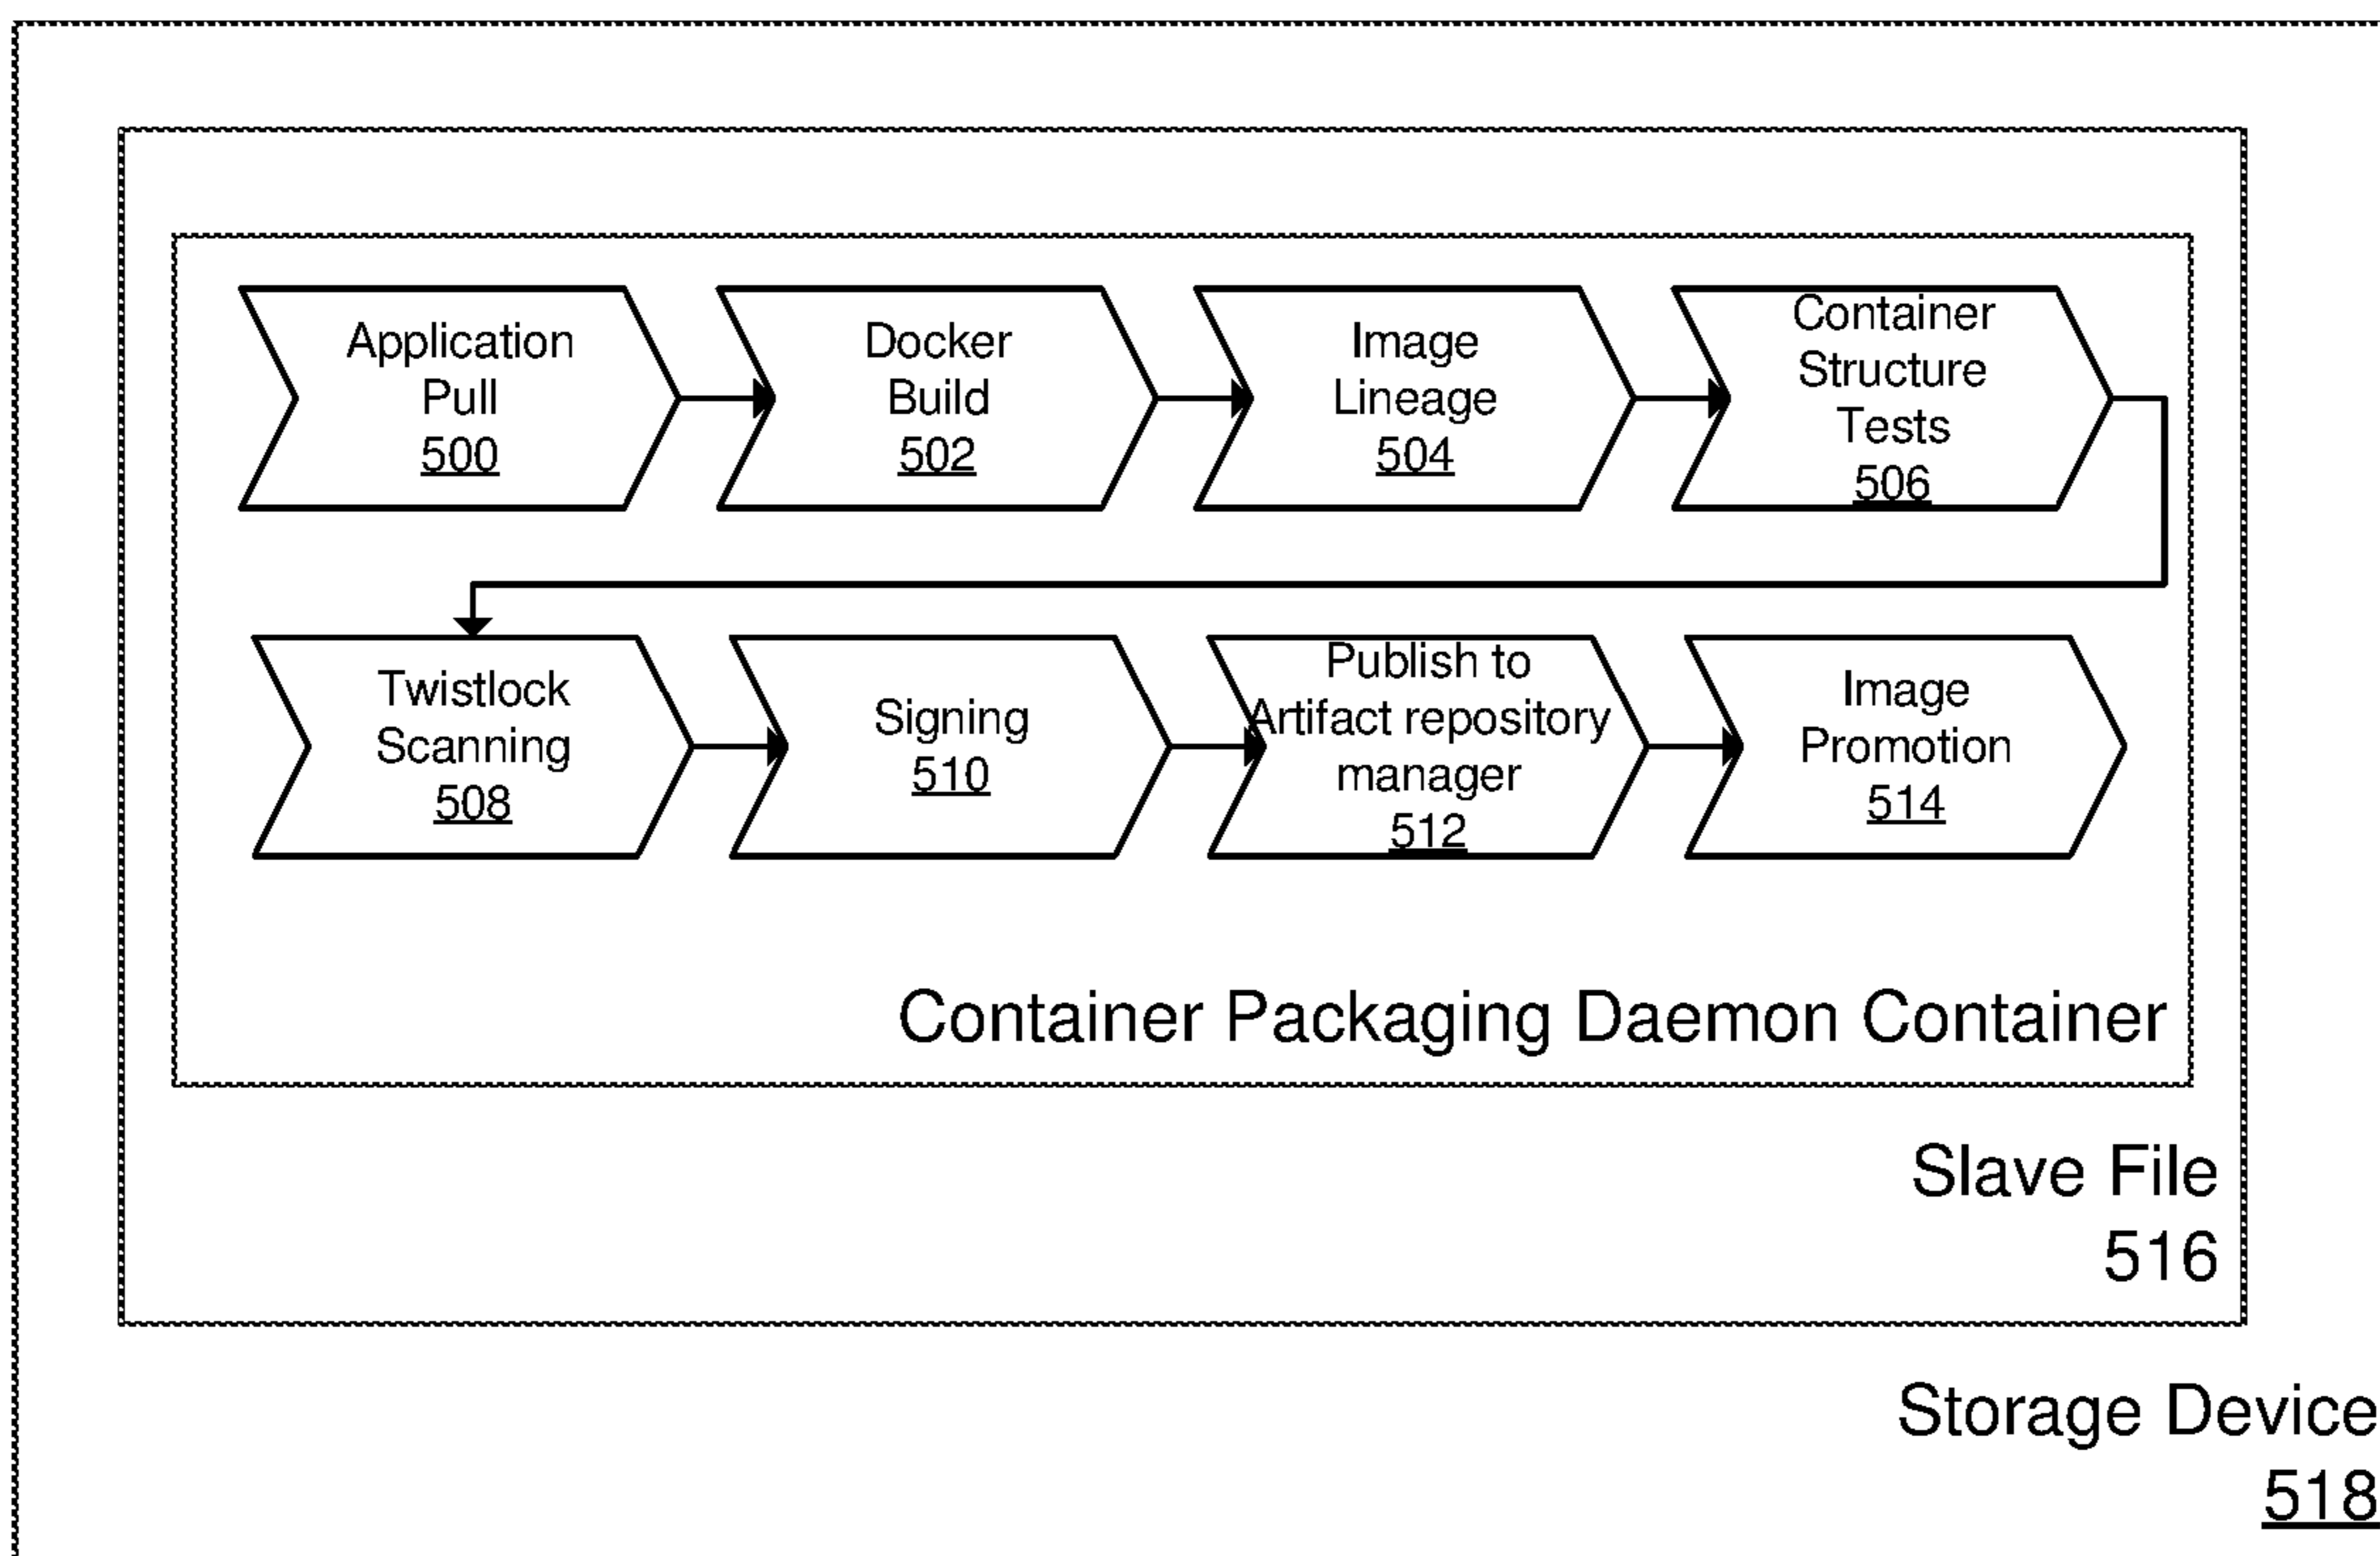 Application
Pull
500
Docker
Build
502
Image
Lineage
504
Container
Structure
Tests
506
Twistlock
Scanning
508
Signing
510
Publish to
Artifact repository
manager
512
Image
Promotion
514
Container Packaging Daemon Container
Slave File
516
Storage Device
518